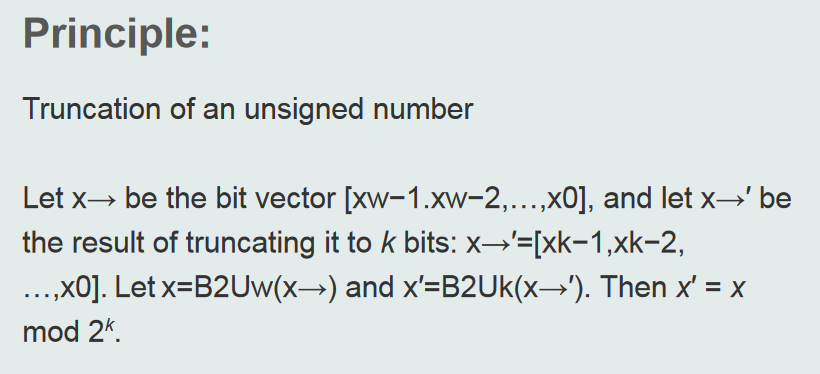 Principle:
Truncation of an unsigned number
Let x→ be the bit vector [xw−1.xw−2,…,x0], and let x→′ be
the result of truncating it to k bits: x→′=[xk−1,xk−2,
…,x0]. Let x=B2Uw(x→) and x′=B2Uk(x→′). Then x′ = x
mod 2ᵏ.